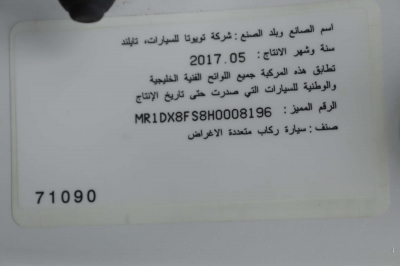 اسم الصانع وبلد الصنع : شركة تويوتا للسيارات، تايلند
سنة وشهر الانتاج : 2017.05
تطابق هذه المركبة جميع اللوائح الفنية الخليجية
والوطنية للسيارات التي صدرت حتى تاريخ الإنتاج
الرقم المميز : MR1DX8FS8H0008196
صنف : سيارة ركاب متعددة الاغراض
71090